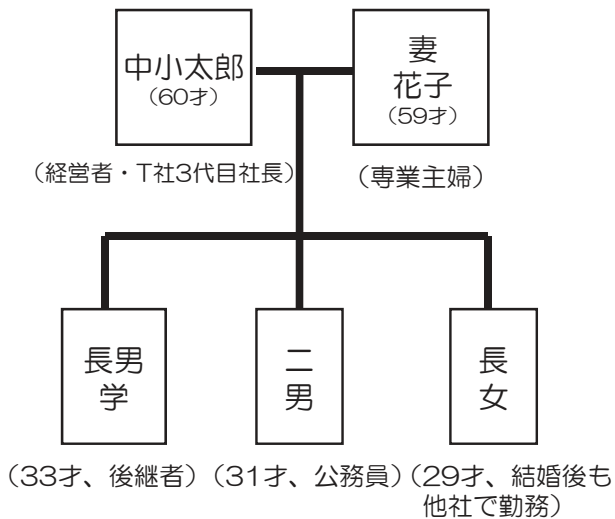 中小太郎
（60才）
妻
花子
（59才）
（経営者・T社3代目社長）
（専業主婦）
長男
学
二
男
長
女
（33才、後継者）
（31才、公務員）
（29才、結婚後も
他社で勤務）